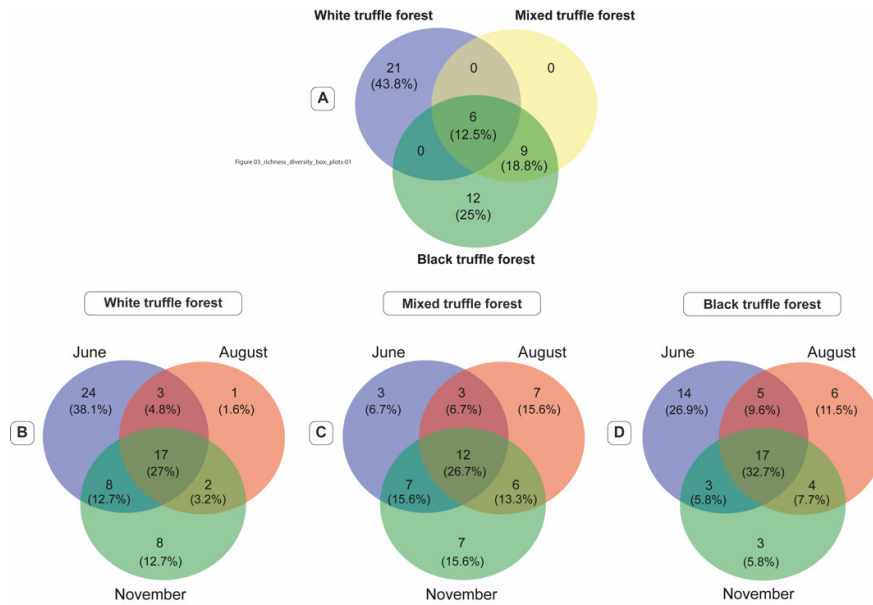 White truffle forest
Mixed truffle forest
A
21
(43.8%)
0
0
6
(12.5%)
0
9
(18.8%)
Figure 03_richness_diversity_box_plots-01
12
(25%)
Black truffle forest
White truffle forest
B
June
August
24
(38.1%)
3
(4.8%)
1
(1.6%)
17
(27%)
8
(12.7%)
2
(3.2%)
8
(12.7%)
November
Mixed truffle forest
C
June
August
3
(6.7%)
3
(6.7%)
7
(15.6%)
12
(26.7%)
7
(15.6%)
6
(13.3%)
7
(15.6%)
November
Black truffle forest
D
June
August
14
(26.9%)
5
(9.6%)
6
(11.5%)
17
(32.7%)
3
(5.8%)
4
(7.7%)
3
(5.8%)
November